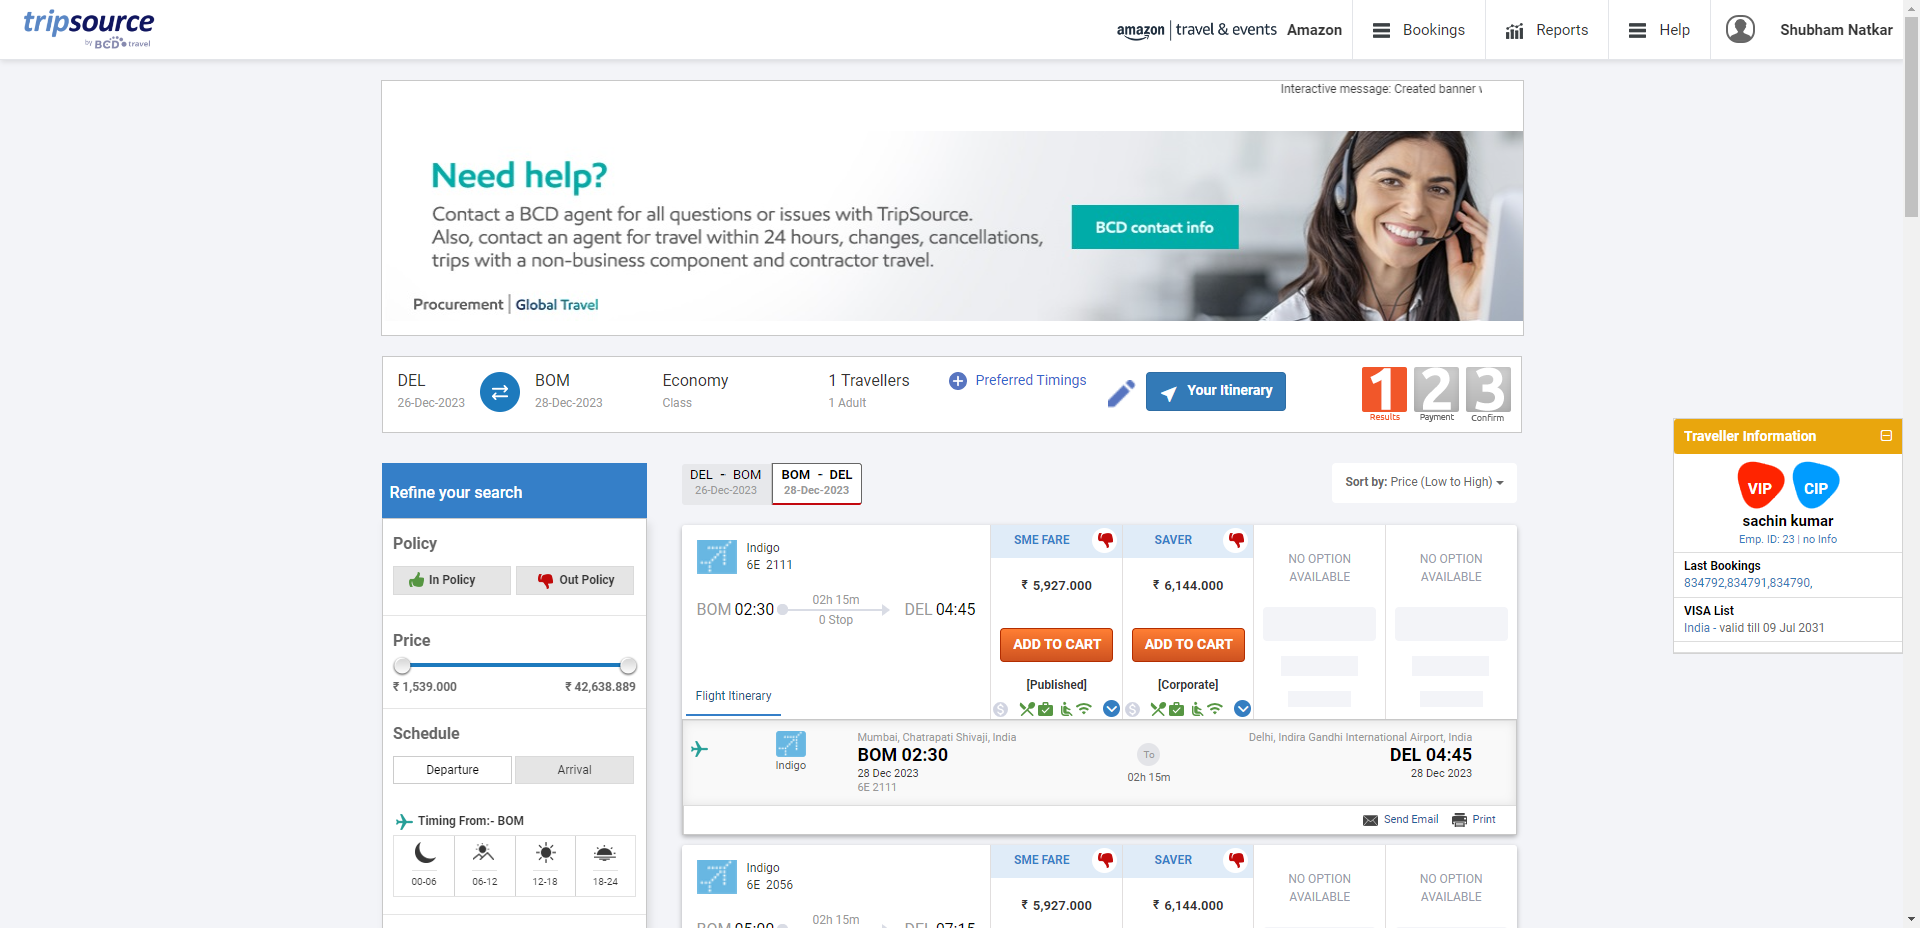 tripsource
by BCD travel
amazon | travel & events Amazon
Bookings
Reports
Help
Shubham Natkar
Interactive message: Created banner
Need help?
Contact a BCD agent for all questions or issues with TripSource.
Also, contact an agent for travel within 24 hours, changes, cancellations,
trips with a non-business component and contractor travel.
BCD contact info
Procurement | Global Travel
DEL
26-Dec-2023
BOM
28-Dec-2023
Economy
Class
1 Travellers
1 Adult
Preferred Timings
Your Itinerary
1
Results
2
Payment
3
Confirm
Traveller Information
VIP
CIP
sachin kumar
Emp. ID: 23 | no Info
Last Bookings
834792,834791,834790,
VISA List
India - valid till 09 Jul 2031
Refine your search
Policy
In Policy
Out Policy
Price
₹ 1,539.000
₹ 42,638.889
Schedule
Departure
Arrival
Timing From:- BOM
00-06
06-12
12-18
18-24
DEL - BOM
26-Dec-2023
BOM - DEL
28-Dec-2023
Sort by: Price (Low to High)
Indigo
6E 2111
BOM 02:30
02h 15m
0 Stop
DEL 04:45
Flight Itinerary
SME FARE
₹ 5,927.000
ADD TO CART
[Published]
SAVER
₹ 6,144.000
ADD TO CART
[Corporate]
NO OPTION
AVAILABLE
NO OPTION
AVAILABLE
Indigo
Mumbai, Chatrapati Shivaji, India
BOM 02:30
28 Dec 2023
6E 2111
To
02h 15m
Delhi, Indira Gandhi International Airport, India
DEL 04:45
28 Dec 2023
Send Email
Print
Indigo
6E 2056
BOM 05:00
02h 15m
DEL 07:15
SME FARE
₹ 5,927.000
SAVER
₹ 6,144.000
NO OPTION
AVAILABLE
NO OPTION
AVAILABLE